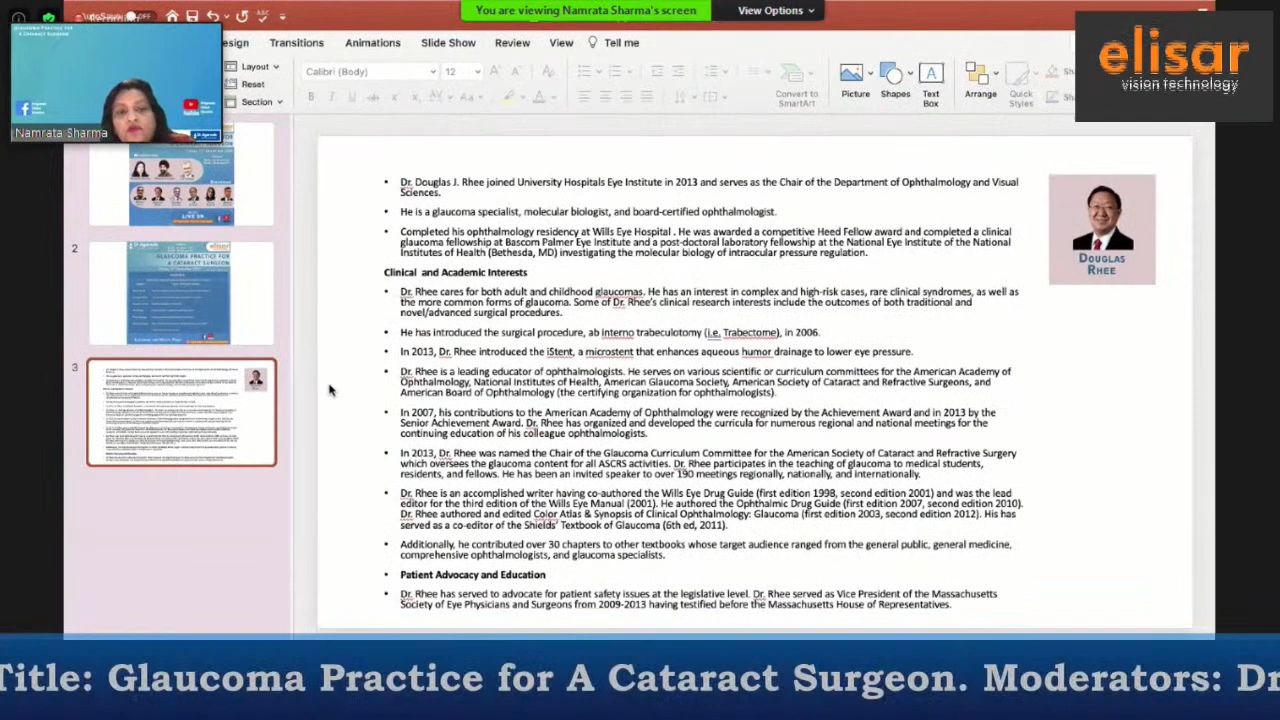 You are viewing Namrata Sharma's screen
View Options
OFF
elisar
vision technology
GLAUCOMA PRACTICE FOR
A CATARACT SURGEON
Namrata Sharma
Transitions
Animations
Slide Show
Review
View
Tell me
Layout
Reset
Section
Calibri (Body)
12
Convert to
SmartArt
Picture
Shapes
Text
Box
Arrange
Quick
Styles
2
GLAUCOMA PRACTICE FOR
A CATARACT SURGEON
3
• Dr. Douglas J. Rhee joined University Hospitals Eye Institute in 2013 and serves as the Chair of the Department of Ophthalmology and Visual
Sciences.
• He is a glaucoma specialist, molecular biologist, and board-certified ophthalmologist.
• Completed his ophthalmology residency at Wills Eye Hospital . He was awarded a competitive Heed Fellow award and completed a clinical
glaucoma fellowship at Bascom Palmer Eye Institute and a post-doctoral laboratory fellowship at the National Eye Institute of the National
Institutes of Health (Bethesda, MD) investigating the molecular biology of intraocular pressure regulation.
Clinical and Academic Interests
• Dr. Rhee cares for both adult and childhood glaucomas. He has an interest in complex and high-risk cases, rare clinical syndromes, as well as
the more common forms of glaucoma. Some of Dr. Rhee's clinical research interests include the outcomes of both traditional and
novel/advanced surgical procedures.
• He has introduced the surgical procedure, ab interno trabeculotomy (i.e. Trabectome), in 2006.
• In 2013, Dr. Rhee introduced the iStent, a microstent that enhances aqueous humor drainage to lower eye pressure.
• Dr. Rhee is a leading educator of ophthalmologists. He serves on various scientific or curriculum committees for the American Academy of
Ophthalmology, National Institutes of Health, American Glaucoma Society, American Society of Cataract and Refractive Surgeons, and
American Board of Ophthalmology (the certifying organization for ophthalmologists).
• In 2007, his contributions to the American Academy of Ophthalmology were recognized by the Achievement Award and in 2013 by the
Senior Achievement Award. Dr. Rhee has organized and developed the curricula for numerous regional and national meetings for the
continuing education of his colleague ophthalmologists.
• In 2013, Dr. Rhee was named the Chair of the Glaucoma Curriculum Committee for the American Society of Cataract and Refractive Surgery
which oversees the glaucoma content for all ASCRS activities. Dr. Rhee participates in the teaching of glaucoma to medical students,
residents, and fellows. He has been an invited speaker to over 190 meetings regionally, nationally, and internationally.
• Dr. Rhee is an accomplished writer having co-authored the Wills Eye Drug Guide (first edition 1998, second edition 2001) and was the lead
editor for the third edition of the Wills Eye Manual (2001). He authored the Ophthalmic Drug Guide (first edition 2007, second edition 2010).
Dr. Rhee authored and edited Color Atlas & Synopsis of Clinical Ophthalmology: Glaucoma (first edition 2003, second edition 2012). His has
served as a co-editor of the Shields' Textbook of Glaucoma (6th ed, 2011).
• Additionally, he contributed over 30 chapters to other textbooks whose target audience ranged from the general public, general medicine,
comprehensive ophthalmologists, and glaucoma specialists.
• Patient Advocacy and Education
• Dr. Rhee has served to advocate for patient safety issues at the legislative level. Dr. Rhee served as Vice President of the Massachusetts
Society of Eye Physicians and Surgeons from 2009-2013 having testified before the Massachusetts House of Representatives.
DOUGLAS
RHEE
Title: Glaucoma Practice for A Cataract Surgeon. Moderators: Dr